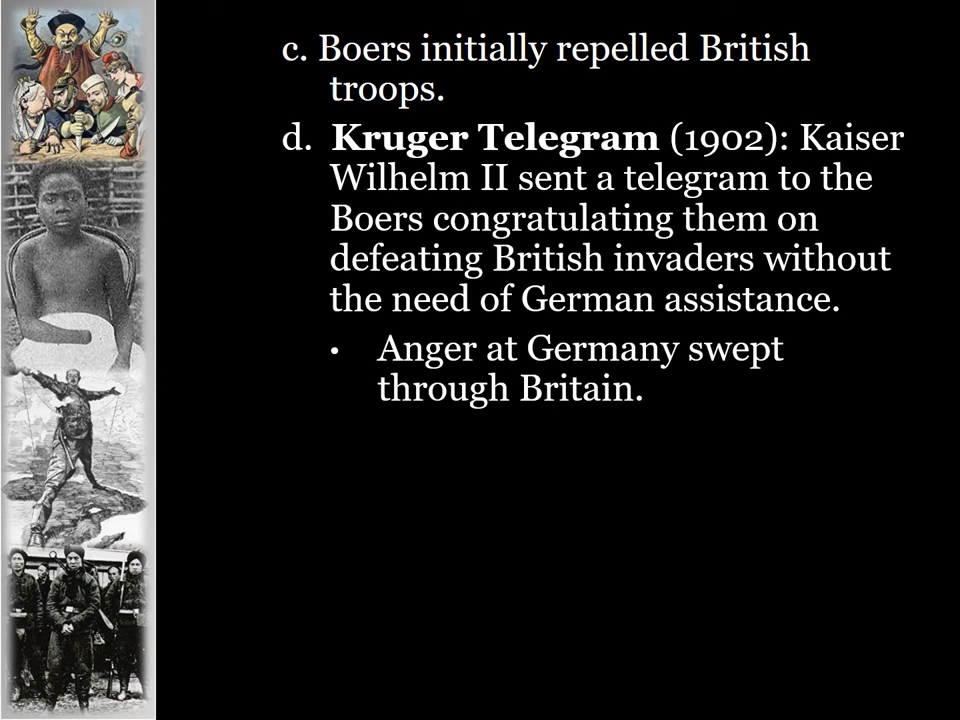 c. Boers initially repelled British
troops.
d. Kruger Telegram (1902): Kaiser
Wilhelm II sent a telegram to the
Boers congratulating them on
defeating British invaders without
the need of German assistance.
• Anger at Germany swept
through Britain.